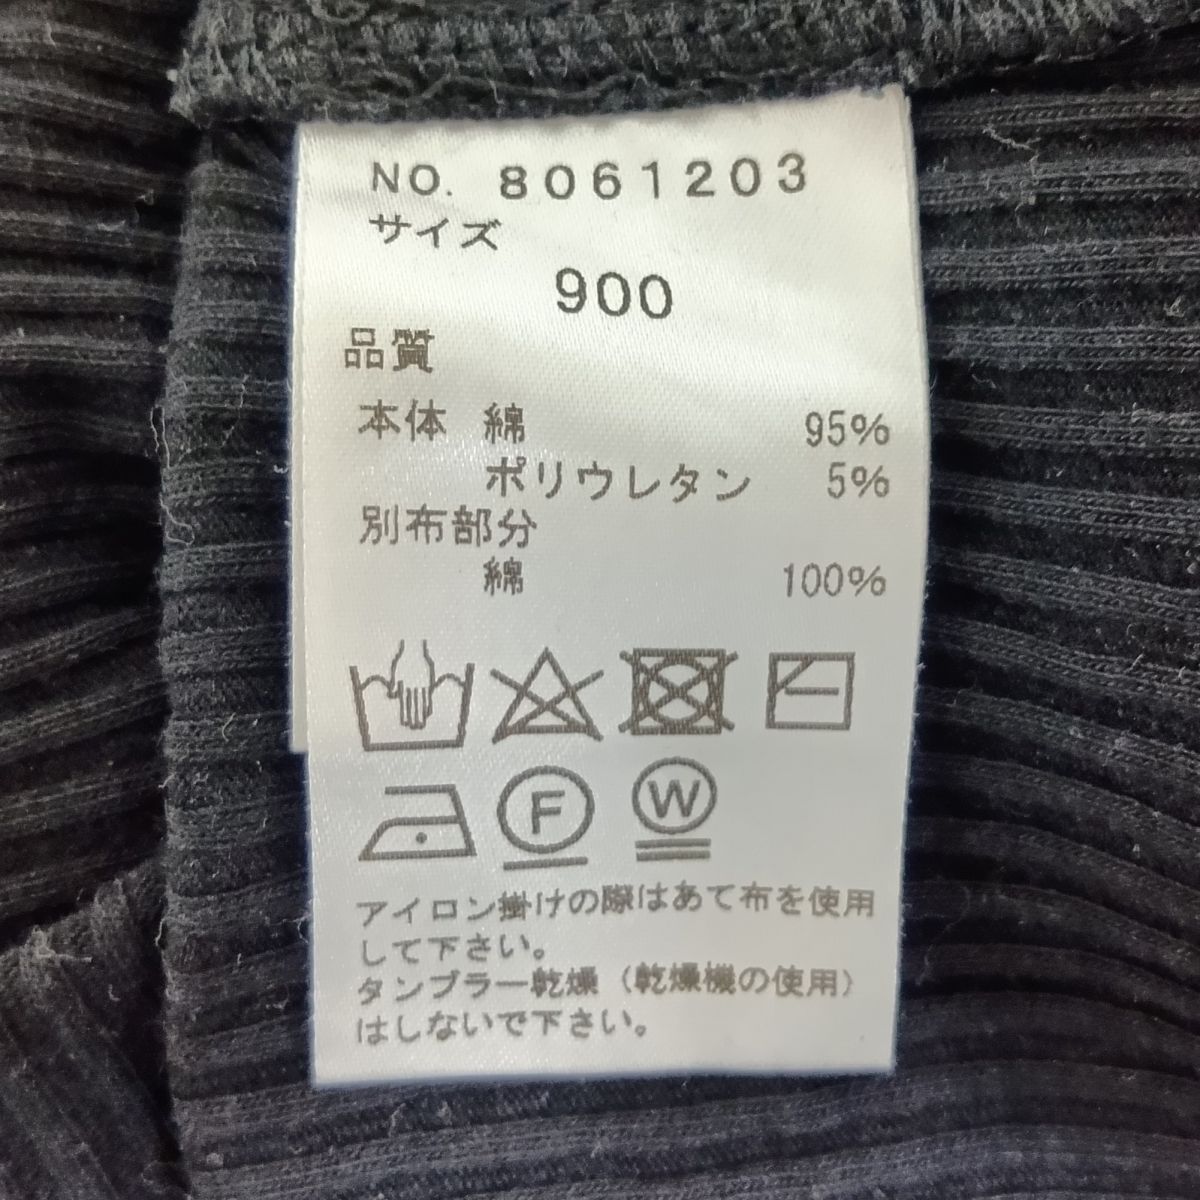 NO. 8061203
サイズ
900
品質
本体 綿 95%
ポリウレタン 5%
別布部分
綿 100%
F W
アイロン掛けの際はあて布を使用
して下さい。
タンブラー乾燥（乾燥機の使用）
はしないで下さい。